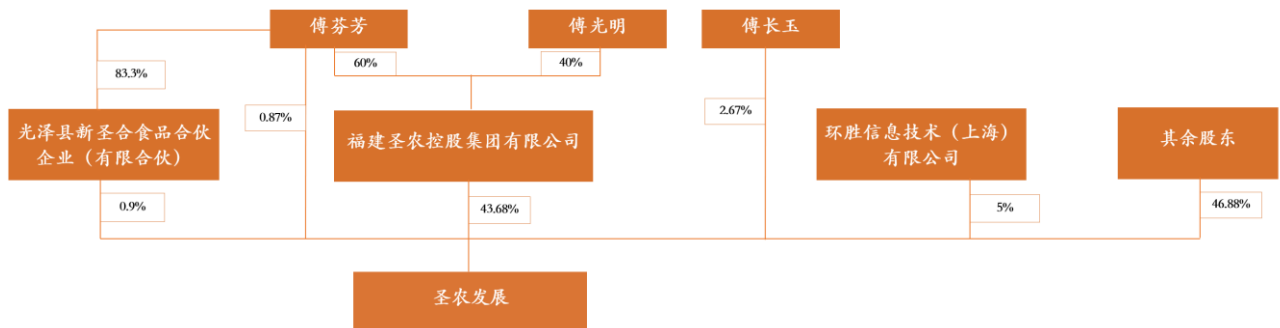 傅芬芳
傅光明
傅长玉
60%
40%
83.3%
0.87%
2.67%
光泽县新圣合食品合伙
企业（有限合伙）
福建圣农控股集团有限公司
环胜信息技术（上海）
有限公司
其余股东
0.9%
43.68%
5%
46.88%
圣农发展